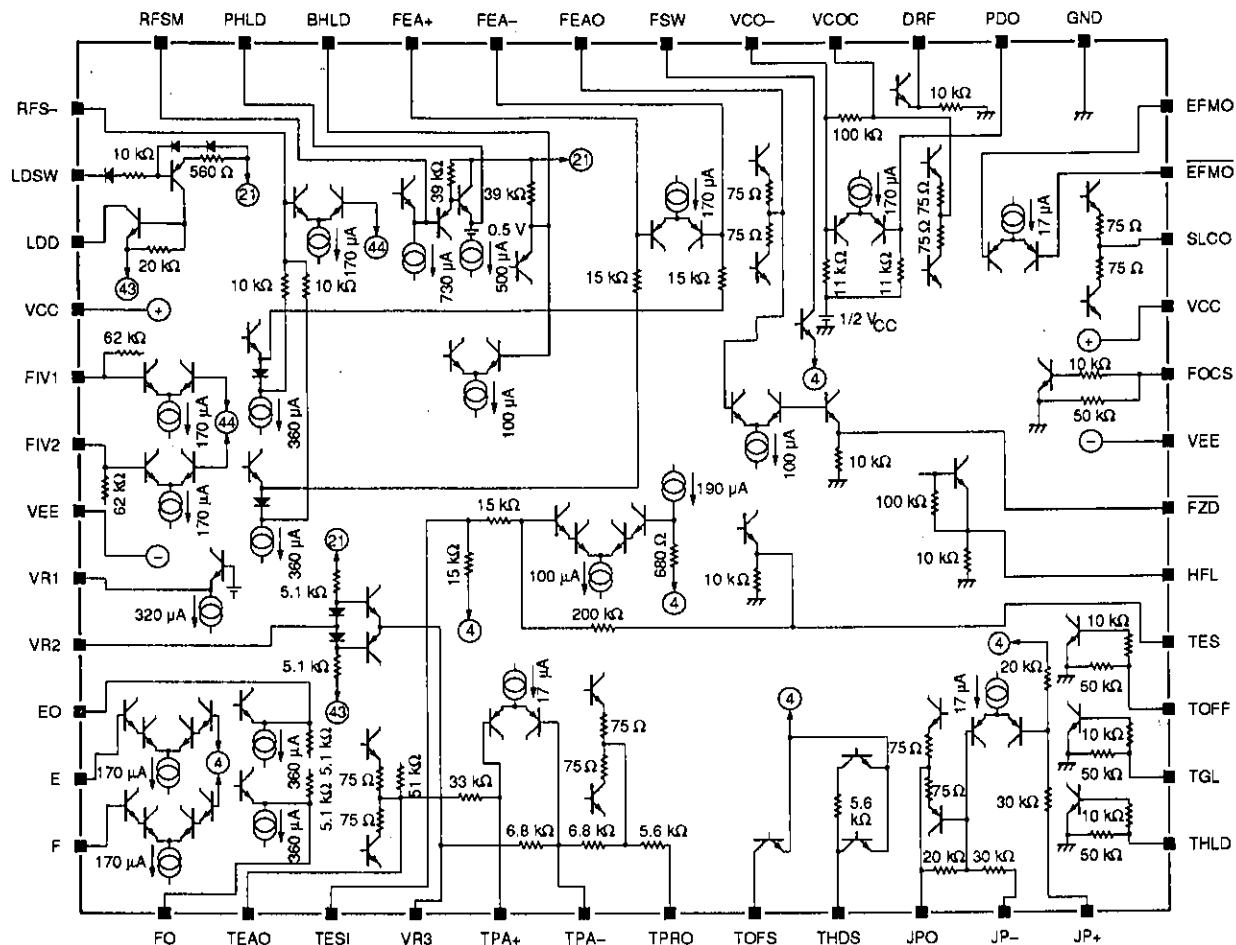 RFSM PHLD BHLD FEA+ FEA– FEAO FSW VCO– VCOC DRF PDO GND
RFS–
LDSW
LDD
VCC
FIV1
FIV2
VEE
VR1
VR2
EO
E
F
EFMO
EFMO
SLCO
VCC
FOCS
VEE
FZD
HFL
TES
TOFF
TGL
THLD
FO TEAO TESI VR3 TPA+ TPA– TPRO TOFS THDS JPO JP– JP+
10 kΩ
560 Ω
21
20 kΩ
43
+
62 kΩ
170 µA
44
62 kΩ
170 µA
–
320 µA
10 kΩ
10 kΩ
170 µA
44
360 µA
360 µA
39 kΩ
730 µA
500 µA
0.5 V
39 kΩ
21
100 µA
15 kΩ
170 µA
15 kΩ
75 Ω
75 Ω
100 kΩ
170 µA
11 kΩ
11 kΩ
1/2 VCC
4
10 kΩ
75 Ω
75 Ω
17 µA
75 Ω
75 Ω
+
10 kΩ
50 kΩ
–
100 µA
10 kΩ
100 kΩ
10 kΩ
21
5.1 kΩ
5.1 kΩ
43
15 kΩ
15 kΩ
4
100 µA
190 µA
680 Ω
4
200 kΩ
10 kΩ
170 µA
170 µA
4
360 µA
360 µA
5.1 kΩ
5.1 kΩ
75 Ω
75 Ω
51 kΩ
33 kΩ
17 µA
75 Ω
75 Ω
6.8 kΩ
6.8 kΩ
5.6 kΩ
4
5.6 kΩ
75 Ω
75 Ω
17 µA
4
20 kΩ
30 kΩ
20 kΩ
30 kΩ
10 kΩ
50 kΩ
10 kΩ
50 kΩ
10 kΩ
50 kΩ